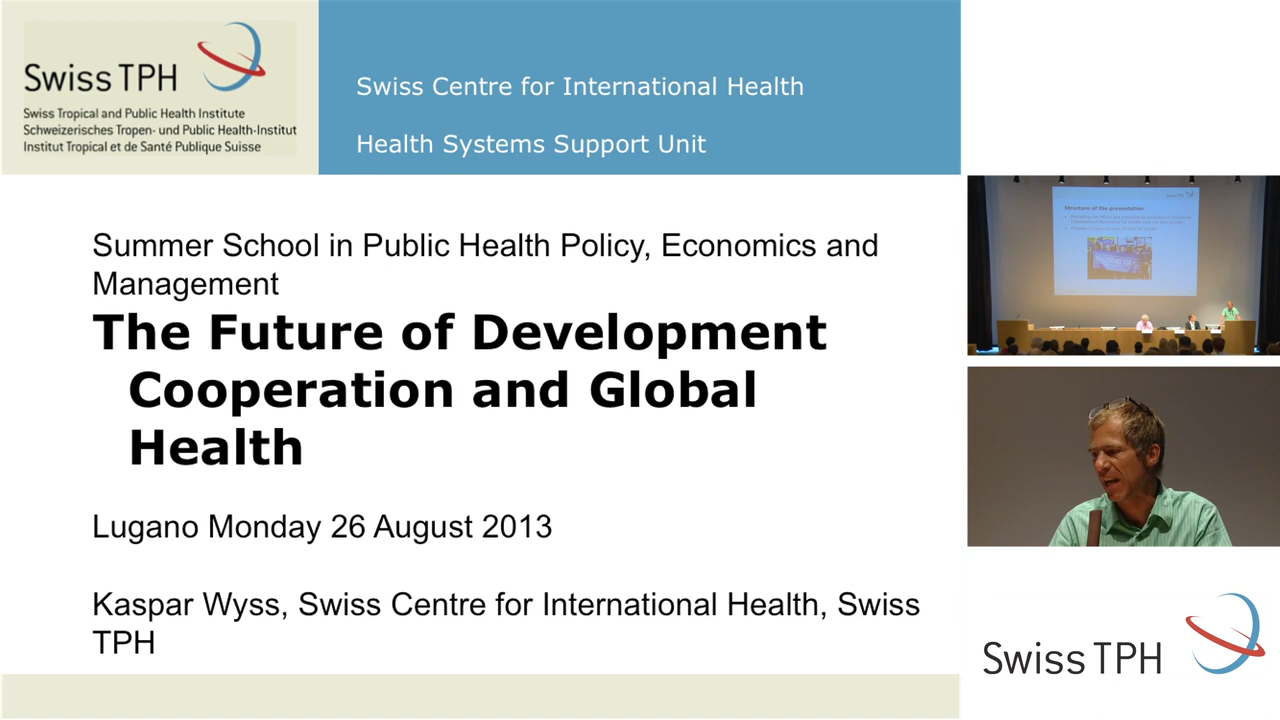 Swiss TPH
Swiss Tropical and Public Health Institute
Schweizerisches Tropen- und Public Health-Institut
Institut Tropical et de Santé Publique Suisse
Swiss Centre for International Health
Health Systems Support Unit
Summer School in Public Health Policy, Economics and
Management
The Future of Development
Cooperation and Global
Health
Lugano Monday 26 August 2013
Kaspar Wyss, Swiss Centre for International Health, Swiss
TPH
Structure of the presentation
Swiss TPH